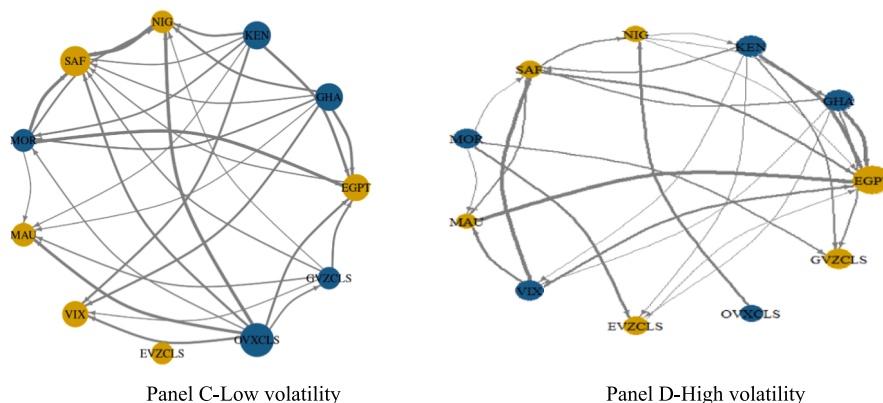 NIG
KEN
SAF
GHA
MOR
EGPT
MAU
GVZCLS
VIX
OVXCLS
EVZCLS
Panel C-Low volatility
NIG
KEN
SAF
GHA
MOR
EGPT
MAU
GVZCLS
VIX
OVXCLS
EVZCLS
Panel D-High volatility